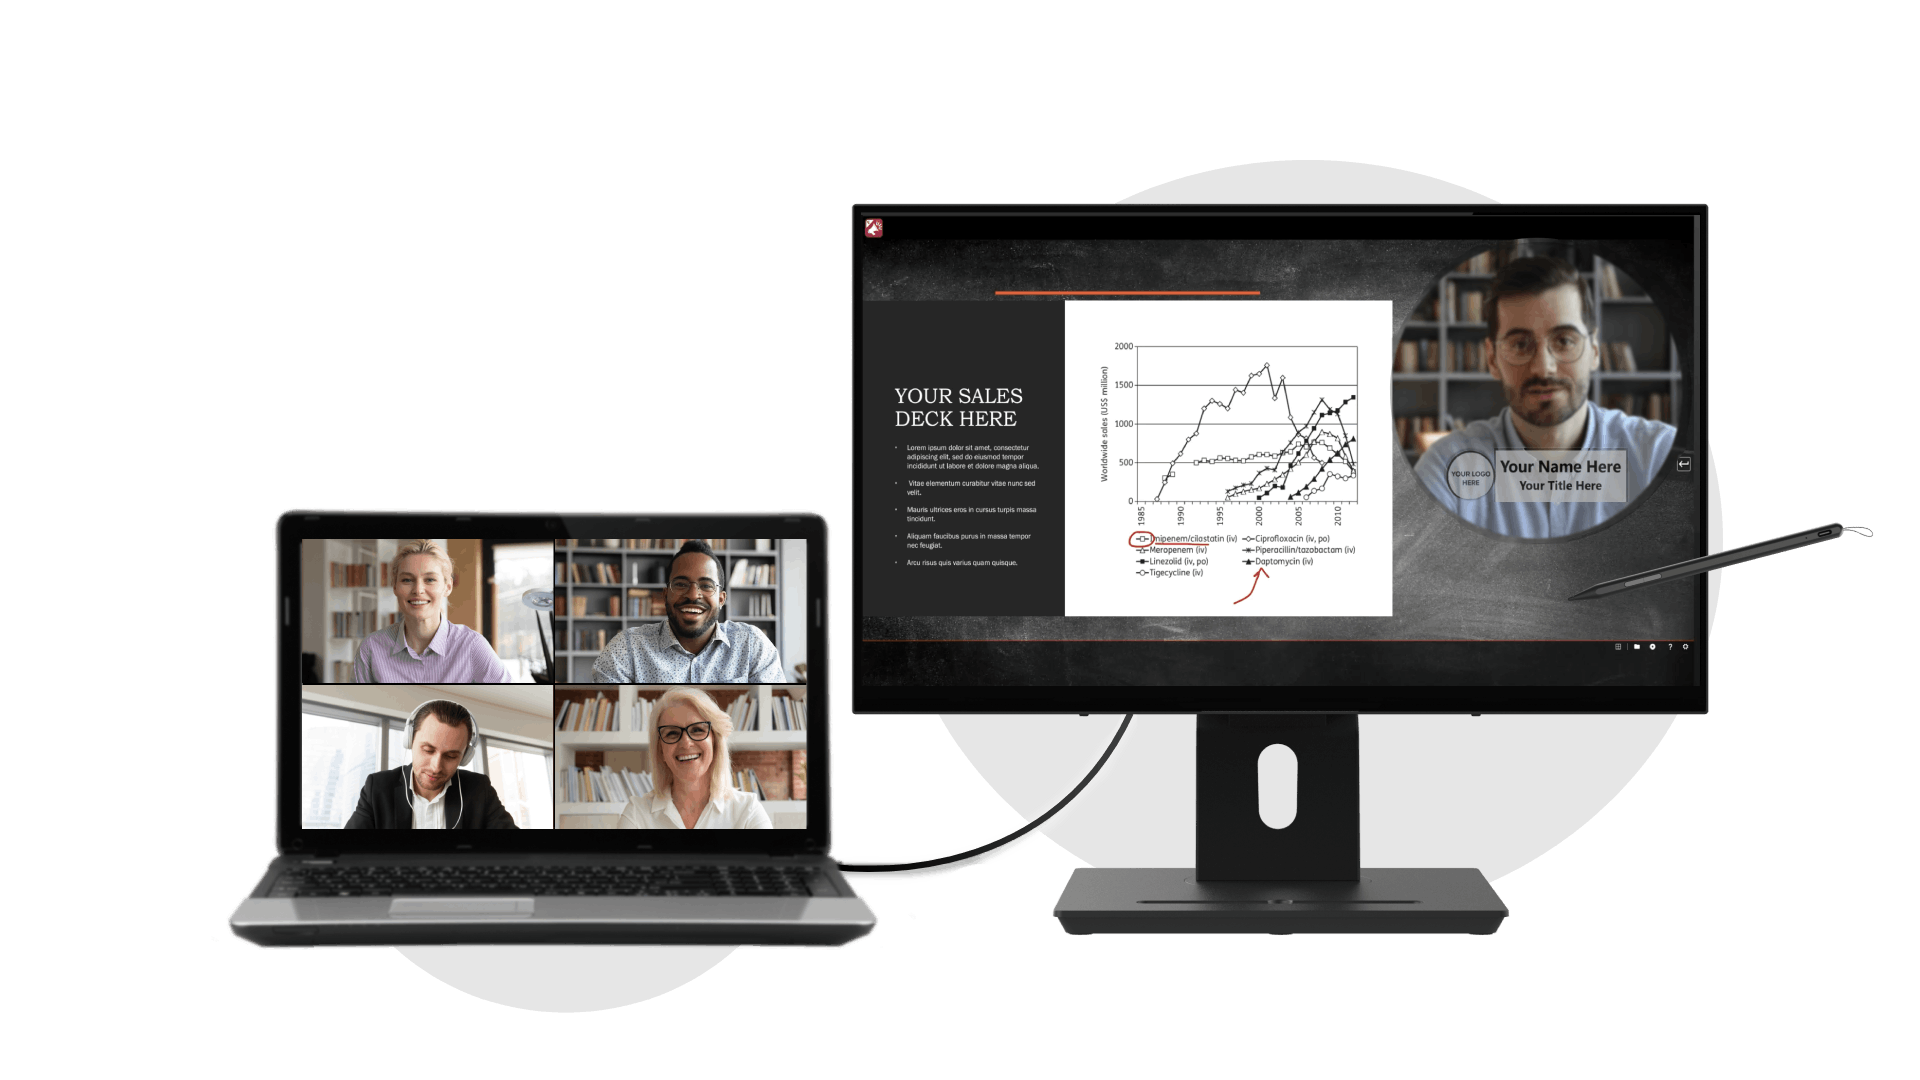 YOUR SALES
DECK HERE
Lorem ipsum dolor sit amet, consectetur
adipiscing elit, sed do eiusmod tempor
incididunt ut labore et dolore magna aliqua.
Vitae elementum curabitur vitae nunc sed
velit.
Mauris ultrices eros in cursus turpis massa
tincidunt.
Aliquam faucibus purus in massa tempor
nec feugiat.
Arcu risus quis varius quam quisque.
Worldwide sales (US$ million)
2000
1500
1000
500
0
1985
1990
1995
2000
2005
2010
Imipenem/cilastatin (iv)
Ciprofloxacin (iv, po)
Meropenem (iv)
Piperacillin/tazobactam (iv)
Linezolid (iv, po)
Daptomycin (iv)
Tigecycline (iv)
YOUR LOGO
HERE
Your Name Here
Your Title Here
?